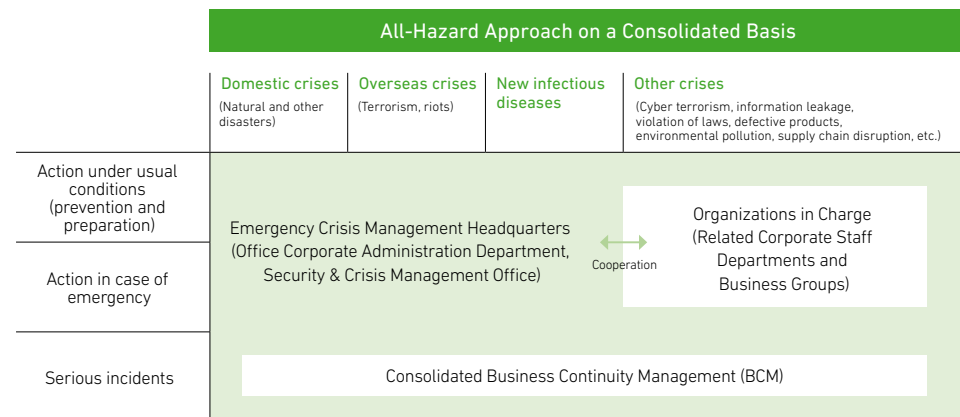 All-Hazard Approach on a Consolidated Basis
Domestic crises
(Natural and other
disasters)
Overseas crises
(Terrorism, riots)
New infectious
diseases
Other crises
(Cyber terrorism, information leakage,
violation of laws, defective products,
environmental pollution, supply chain disruption, etc.)
Action under usual
conditions
(prevention and
preparation)
Action in case of
emergency
Emergency Crisis Management Headquarters
(Office Corporate Administration Department,
Security & Crisis Management Office)
Cooperation
Organizations in Charge
(Related Corporate Staff
Departments and
Business Groups)
Serious incidents
Consolidated Business Continuity Management (BCM)